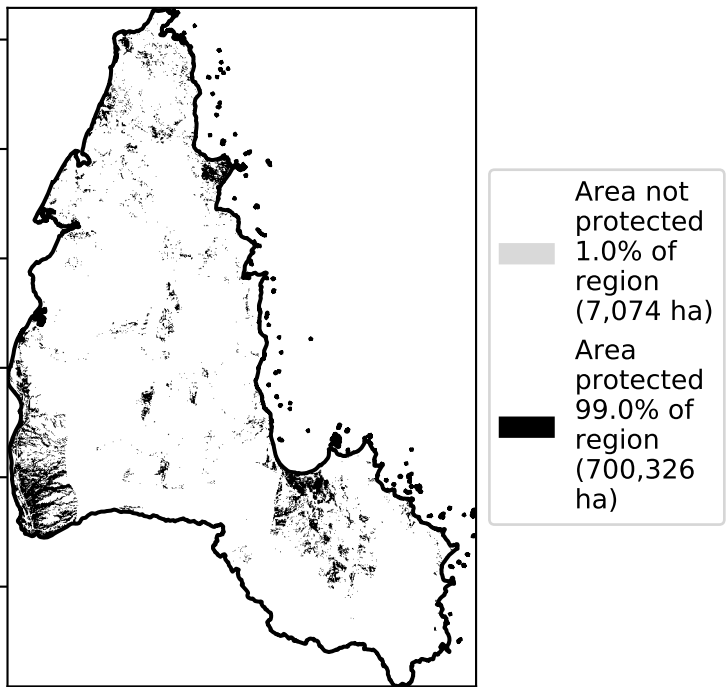 Area not
protected
1.0% of
region
(7,074 ha)
Area
protected
99.0% of
region
(700,326
ha)